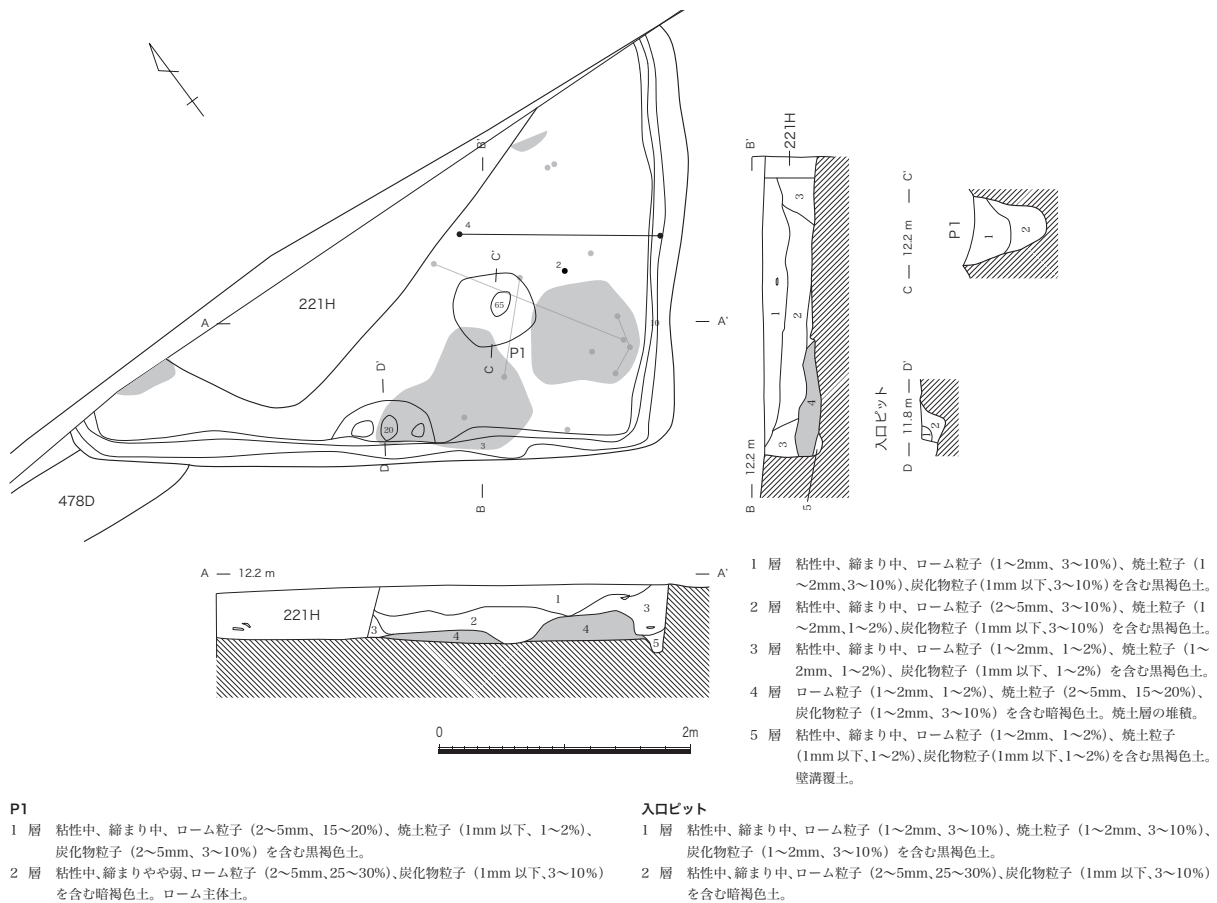 B'
4
C'
2
65
10
A
A'
221H
P1
C
D'
20
3
D
B
478D
B'
221H
3
1
2
4
3
B
12.2 m
5
C'
12.2 m
C
P1
1
2
D'
11.8 m
D
入口ピット
1
2
A
12.2 m
A'
221H
1
2
3
3
4
4
5
0
2m
1 層 粘性中、締まり中、ローム粒子（1〜2mm、3〜10%）、焼土粒子（1
〜2mm、3〜10%）、炭化物粒子（1mm 以下、3〜10%）を含む黒褐色土。
2 層 粘性中、締まり中、ローム粒子（2〜5mm、3〜10%）、焼土粒子（1
〜2mm、1〜2%）、炭化物粒子（1mm 以下、3〜10%）を含む黒褐色土。
3 層 粘性中、締まり中、ローム粒子（1〜2mm、1〜2%）、焼土粒子（1〜
2mm、1〜2%）、炭化物粒子（1mm 以下、1〜2%）を含む黒褐色土。
4 層 ローム粒子（1〜2mm、1〜2%）、焼土粒子（2〜5mm、15〜20%）、
炭化物粒子（1〜2mm、3〜10%）を含む暗褐色土。焼土層の堆積。
5 層 粘性中、締まり中、ローム粒子（1〜2mm、1〜2%）、焼土粒子
（1mm 以下、1〜2%）、炭化物粒子（1mm 以下、1〜2%）を含む黒褐色土。
壁溝覆土。
P1
1 層 粘性中、締まり中、ローム粒子（2〜5mm、15〜20%）、焼土粒子（1mm 以下、1〜2%）、
炭化物粒子（2〜5mm、3〜10%）を含む黒褐色土。
2 層 粘性中、締まりやや弱、ローム粒子（2〜5mm、25〜30%）、炭化物粒子（1mm 以下、3〜10%）
を含む暗褐色土。ローム主体土。
入口ピット
1 層 粘性中、締まり中、ローム粒子（1〜2mm、3〜10%）、焼土粒子（1〜2mm、3〜10%）、
炭化物粒子（1〜2mm、3〜10%）を含む黒褐色土。
2 層 粘性中、締まり中、ローム粒子（2〜5mm、25〜30%）、炭化物粒子（1mm 以下、3〜10%）
を含む暗褐色土。